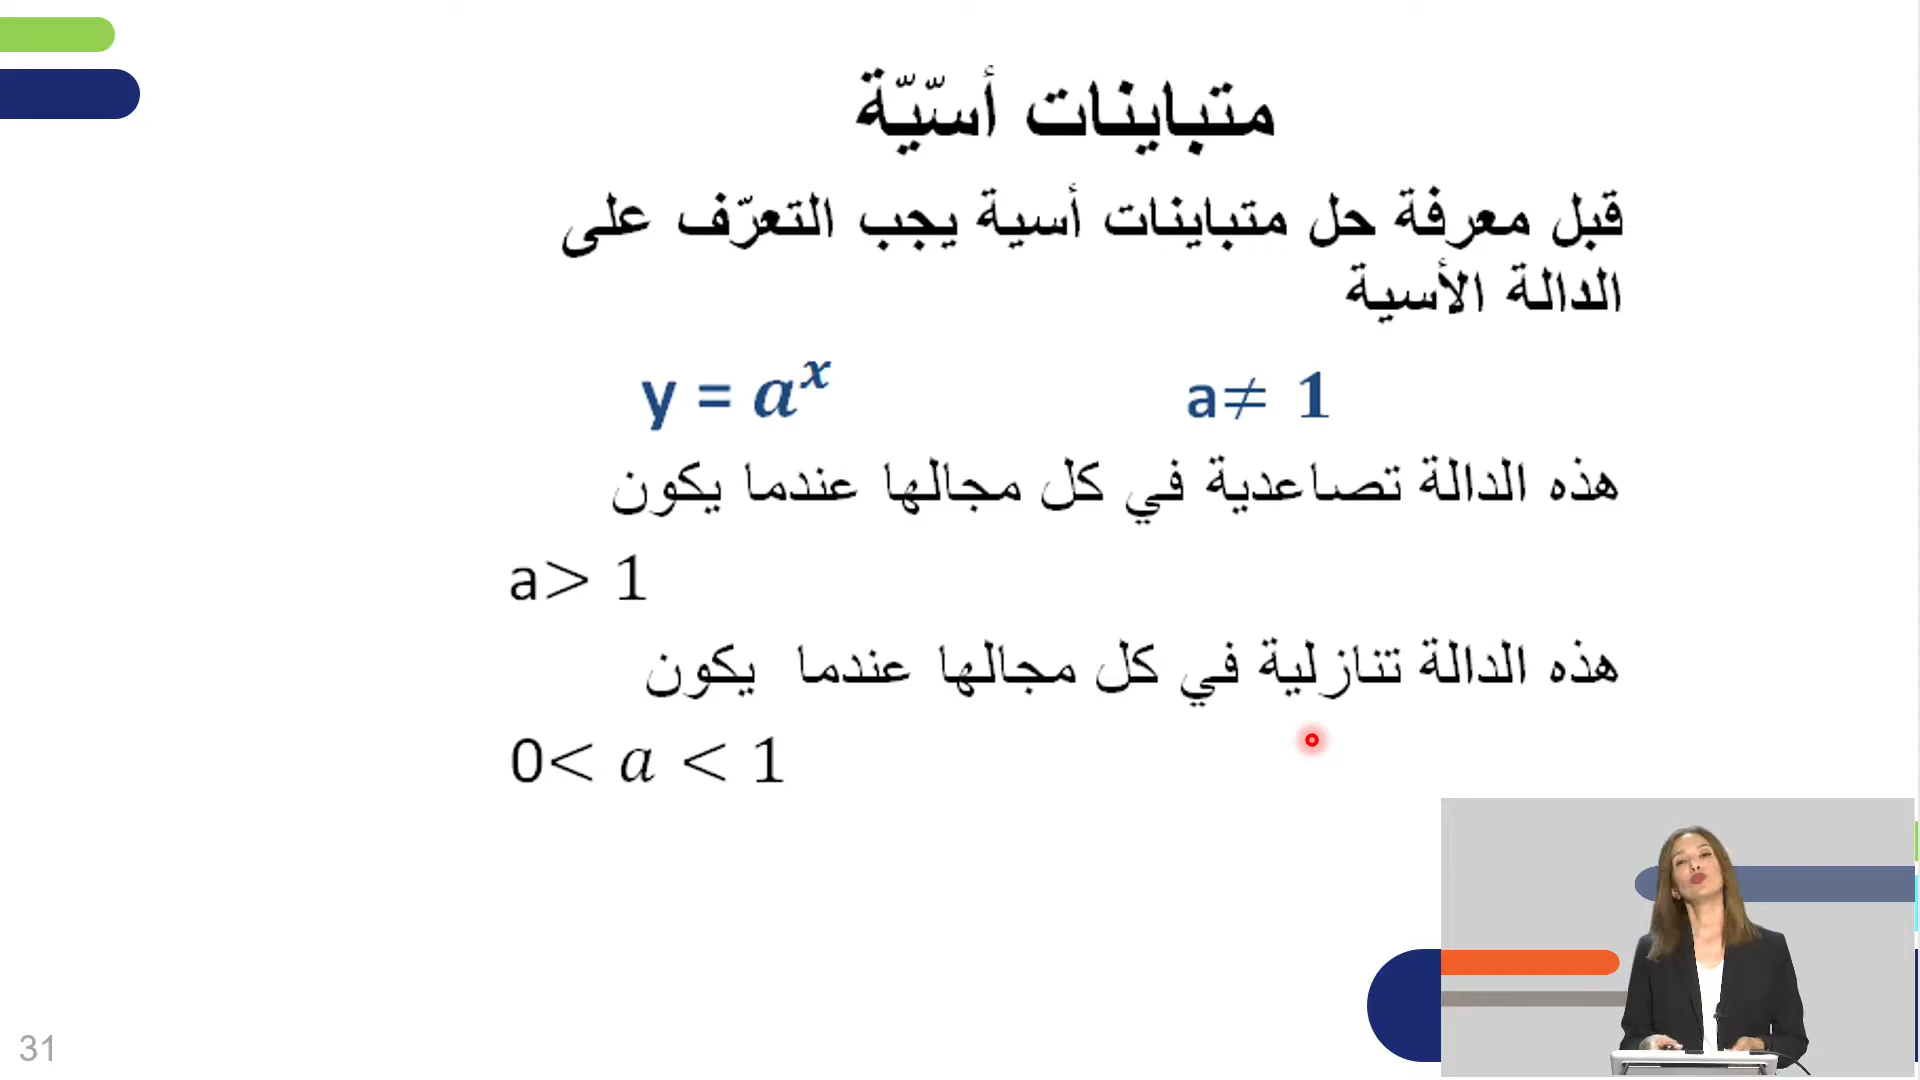 متباينات أسّيّة
قبل معرفة حل متباينات أسية يجب التعرّف على
الدالة الأسية
y = a^x a≠ 1
هذه الدالة تصاعدية في كل مجالها عندما يكون
a> 1
هذه الدالة تنازلية في كل مجالها عندما يكون
0< a < 1
31